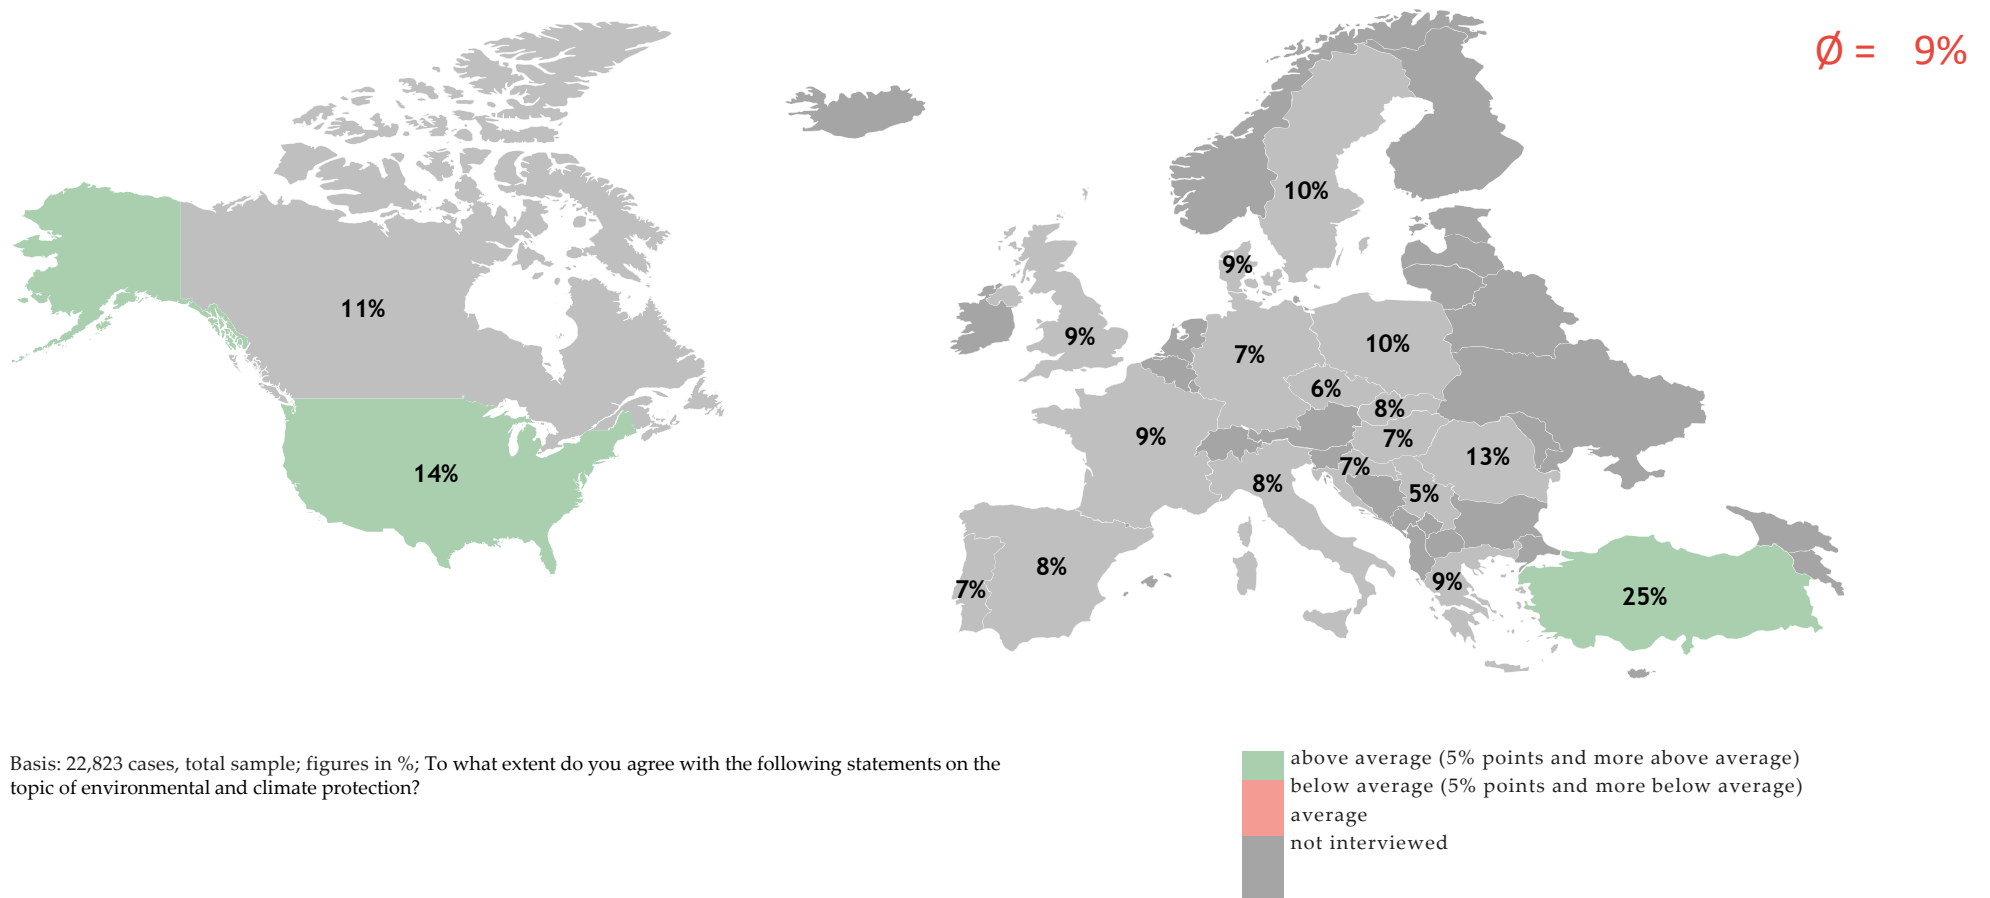 Ø = 9%
10%
9%
11%
9%
7%
10%
6%
8%
9%
7%
13%
7%
14%
8%
5%
8%
7%
9%
25%
Basis: 22,823 cases, total sample; figures in %; To what extent do you agree with the following statements on the
topic of environmental and climate protection?
above average (5% points and more above average)
below average (5% points and more below average)
average
not interviewed